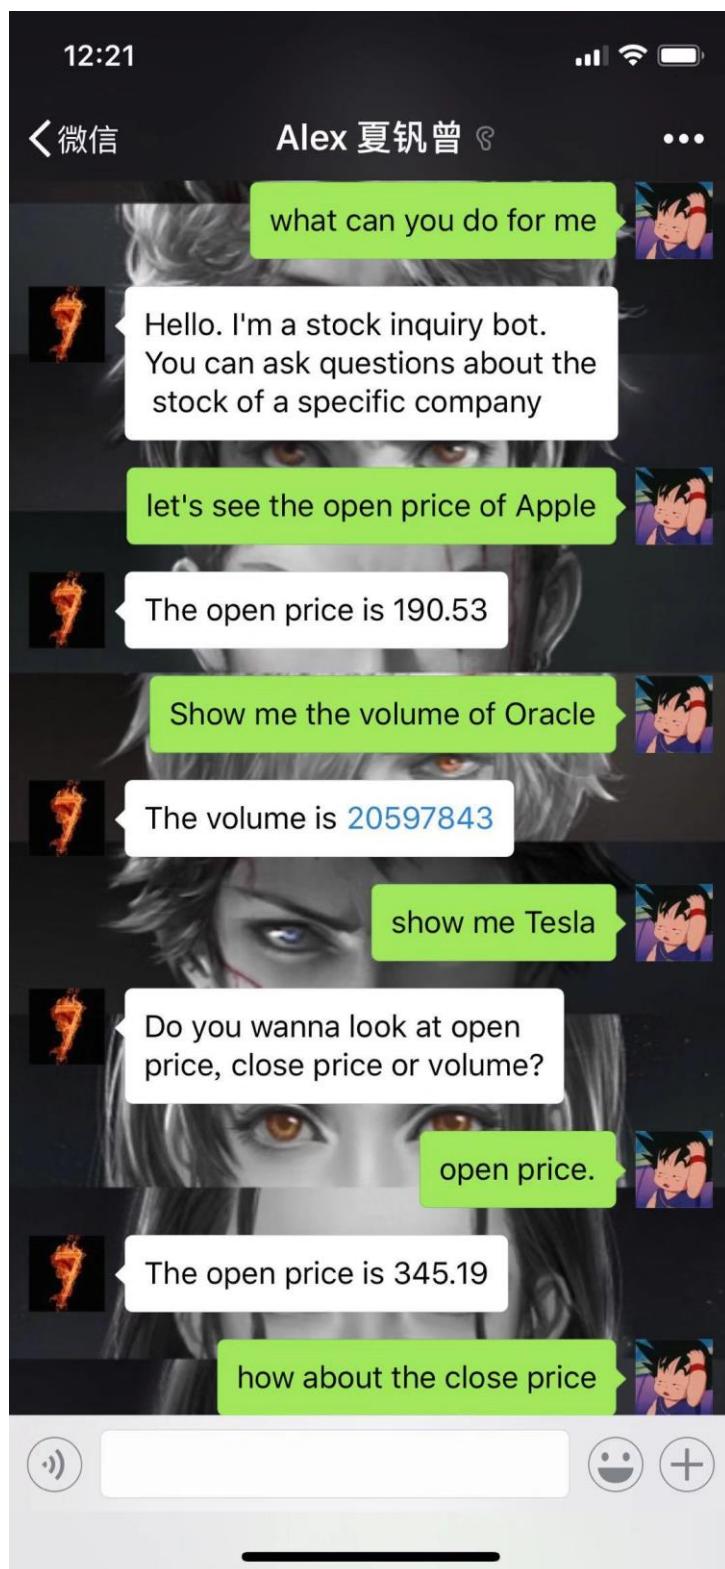 12:21
微信
Alex 夏钒曾
what can you do for me
Hello. I'm a stock inquiry bot.
You can ask questions about the
stock of a specific company
let's see the open price of Apple
The open price is 190.53
Show me the volume of Oracle
The volume is 20597843
show me Tesla
Do you wanna look at open
price, close price or volume?
open price.
The open price is 345.19
how about the close price